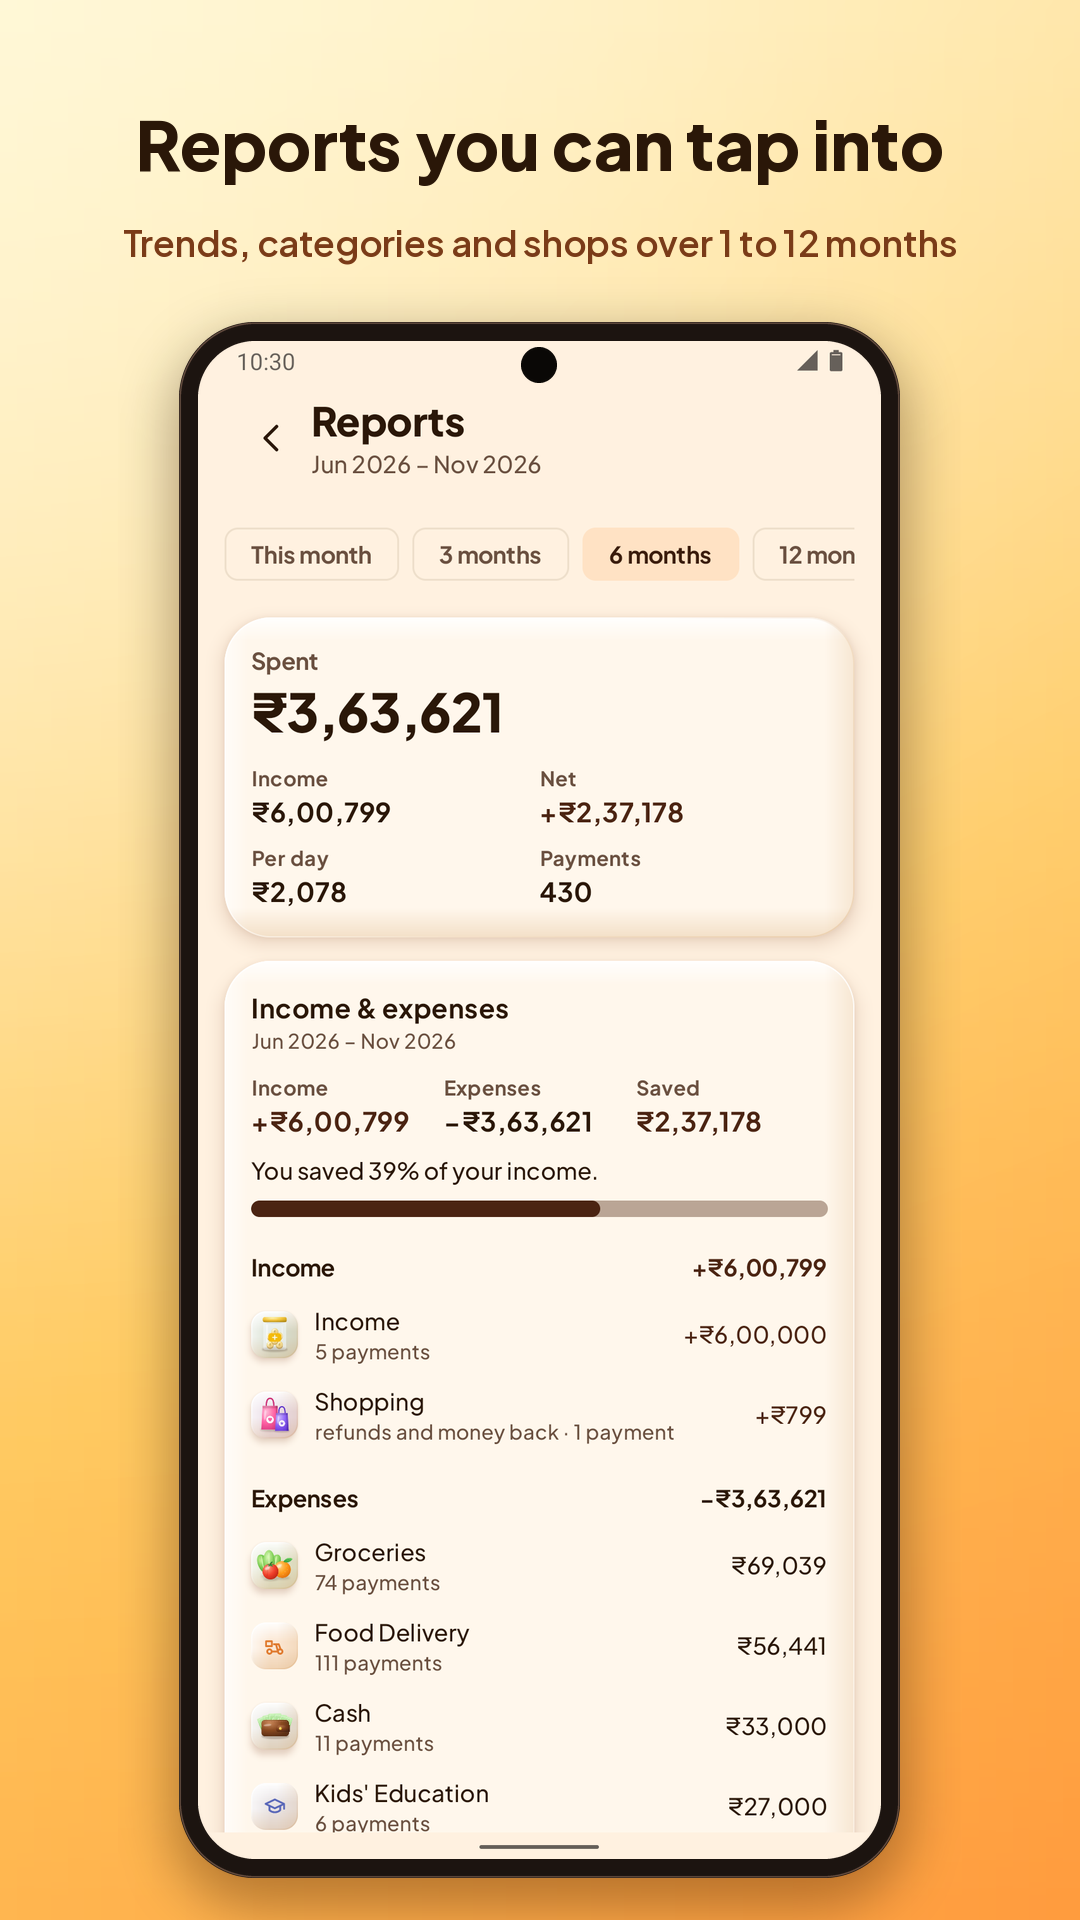 Reports you can tap into
Trends, categories and shops over 1 to 12 months
10:30
Reports
Jun 2026 – Nov 2026
This month
3 months
6 months
12 mon
Spent
₹3,63,621
Income
Net
₹6,00,799
+₹2,37,178
Per day
Payments
₹2,078
430
Income & expenses
Jun 2026 – Nov 2026
Income
Expenses
Saved
+₹6,00,799
−₹3,63,621
₹2,37,178
You saved 39% of your income.
Income
+₹6,00,799
Income
5 payments
+₹6,00,000
Shopping
refunds and money back · 1 payment
+₹799
Expenses
−₹3,63,621
Groceries
74 payments
₹69,039
Food Delivery
111 payments
₹56,441
Cash
11 payments
₹33,000
Kids' Education
6 payments
₹27,000